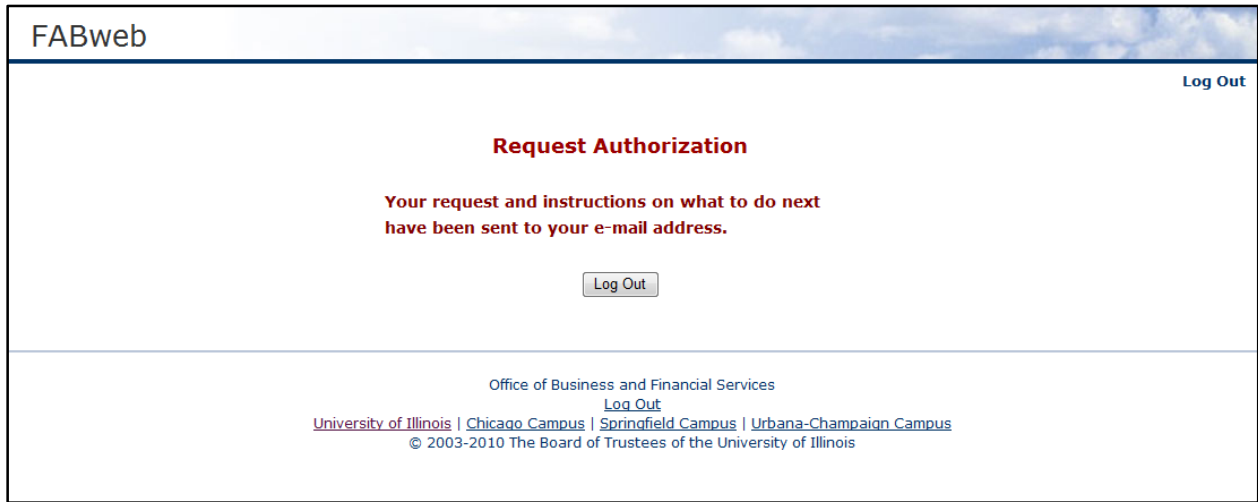 FABweb
Log Out
Request Authorization
Your request and instructions on what to do next
have been sent to your e-mail address.
Log Out
Office of Business and Financial Services
Log Out
University of Illinois | Chicago Campus | Springfield Campus | Urbana-Champaign Campus
© 2003-2010 The Board of Trustees of the University of Illinois